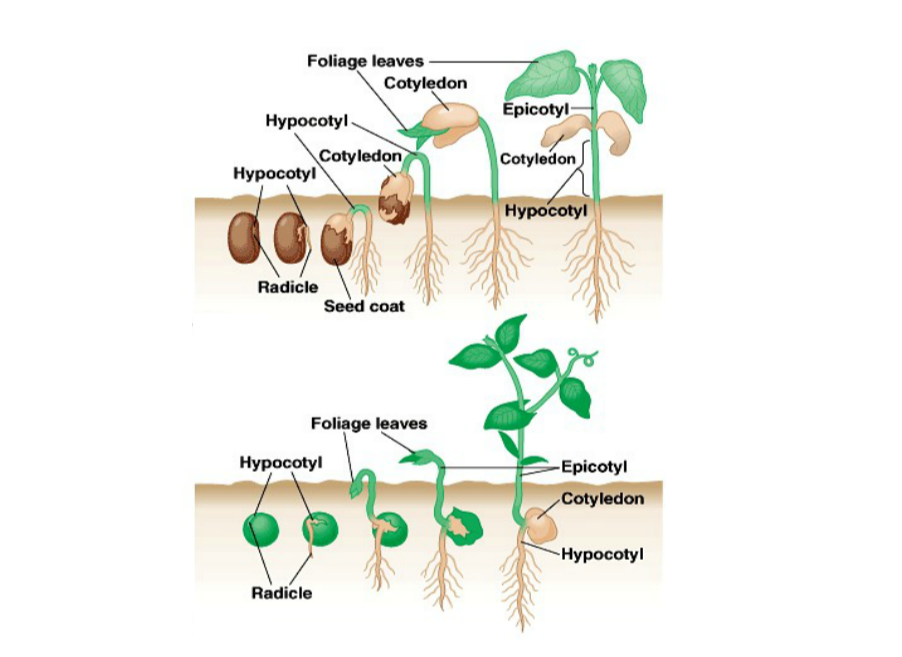 Foliage leaves
Cotyledon
Epicotyl
Hypocotyl
Cotyledon
Cotyledon
Hypocotyl
Hypocotyl
Radicle
Seed coat
Foliage leaves
Hypocotyl
Epicotyl
Cotyledon
Hypocotyl
Radicle